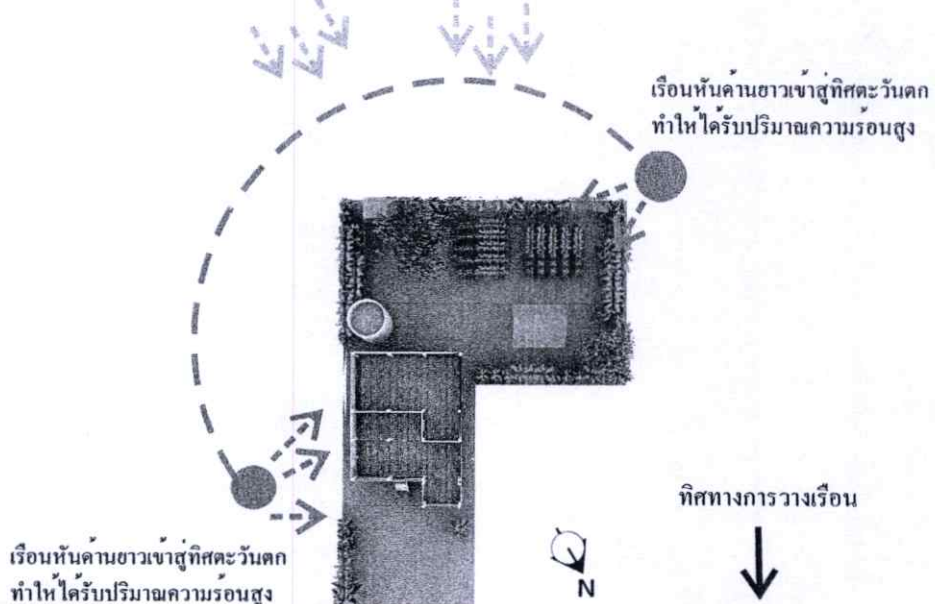 เรือนหันด้านยาวเข้าสู่ทิศตะวันตก
ทำให้ได้รับปริมาณความร้อนสูง
ทิศทางการวางเรือน
N
เรือนหันด้านยาวเข้าสู่ทิศตะวันตก
ทำให้ได้รับปริมาณความร้อนสูง